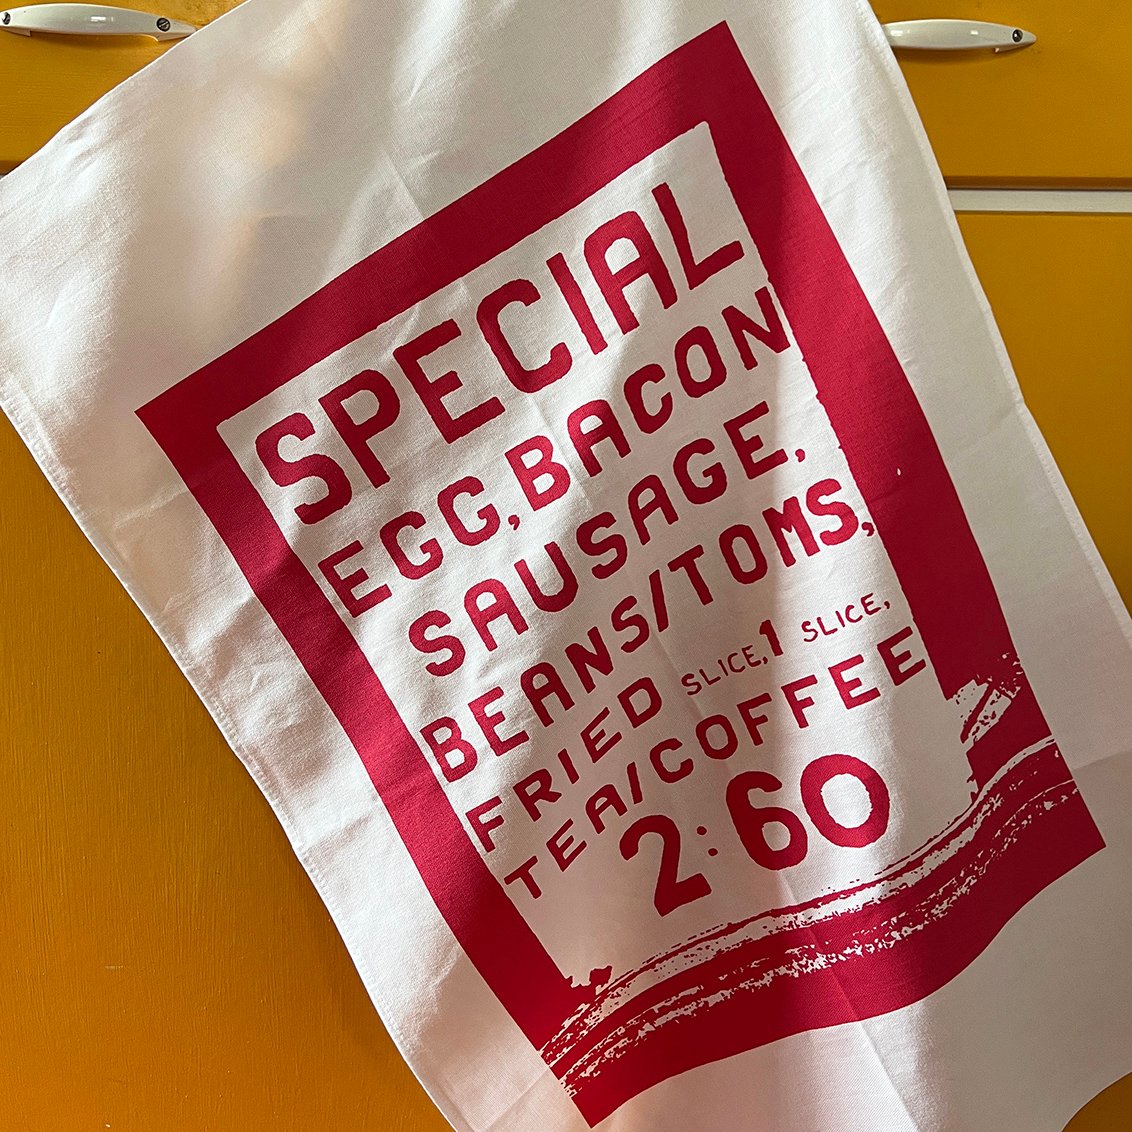 SPECIAL
EGG, BACON
SAUSAGE,
BEANS/TOMS,
FRIED SLICE, 1 SLICE,
TEA/COFFEE
2:60